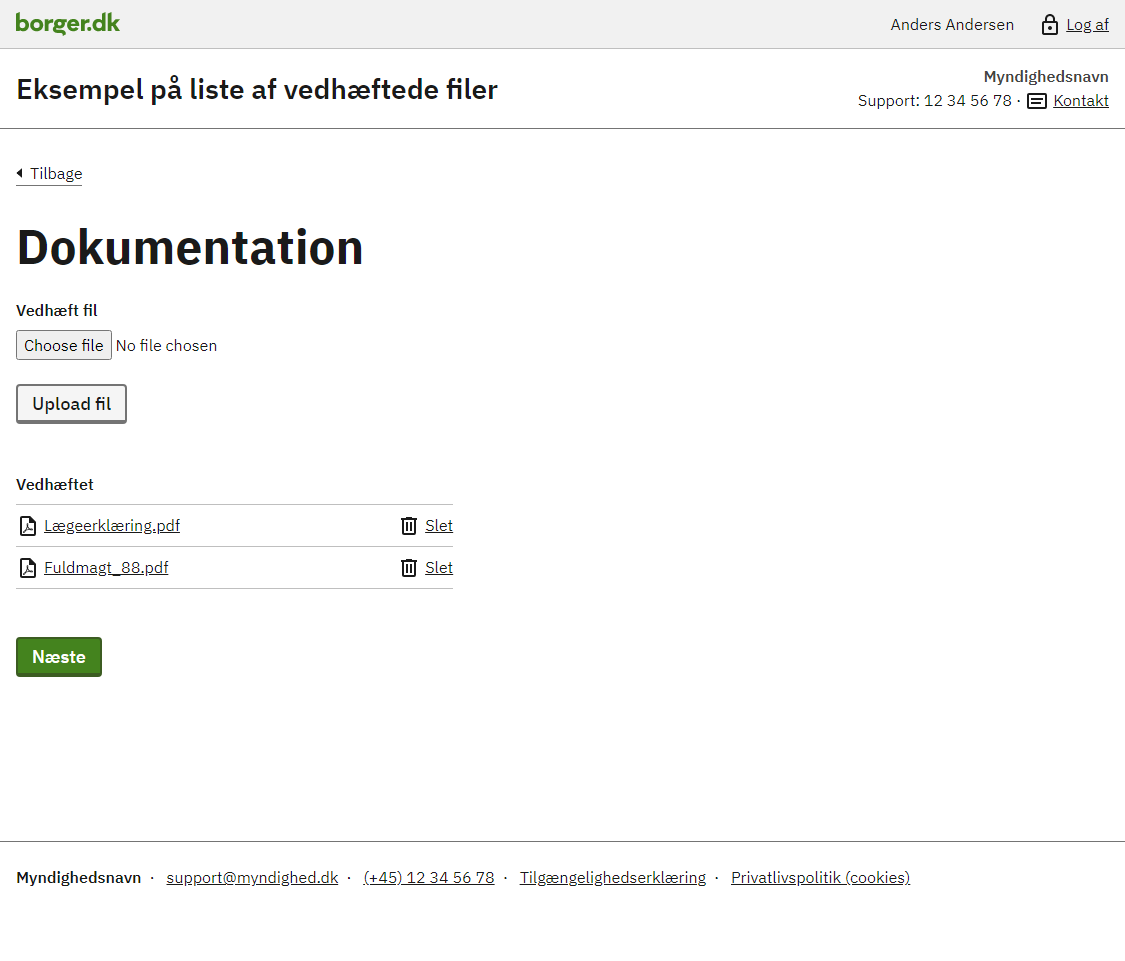 borger.dk
Anders Andersen Log af
Eksempel på liste af vedhæftede filer
Myndighedsnavn
Support: 12 34 56 78 · Kontakt
Tilbage
Dokumentation
Vedhæft fil
Choose file No file chosen
Upload fil
Vedhæftet
Lægeerklæring.pdf Slet
Fuldmagt_88.pdf Slet
Næste
Myndighedsnavn · support@myndighed.dk · (+45) 12 34 56 78 · Tilgængelighedserklæring · Privatlivspolitik (cookies)